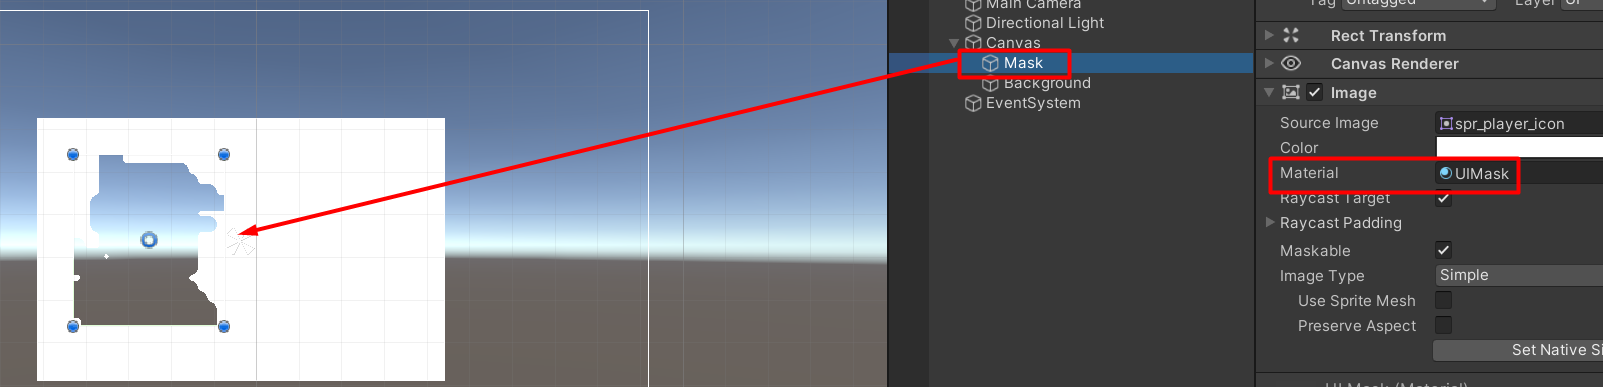 Main Camera
Directional Light
Canvas
Mask
Background
EventSystem
Tag Untagged Layer
Rect Transform
Canvas Renderer
Image
Source Image spr_player_icon
Color
Material UIMask
Raycast Target
Raycast Padding
Maskable
Image Type Simple
Use Sprite Mesh
Preserve Aspect
Set Native Si
UI Mask (Material)